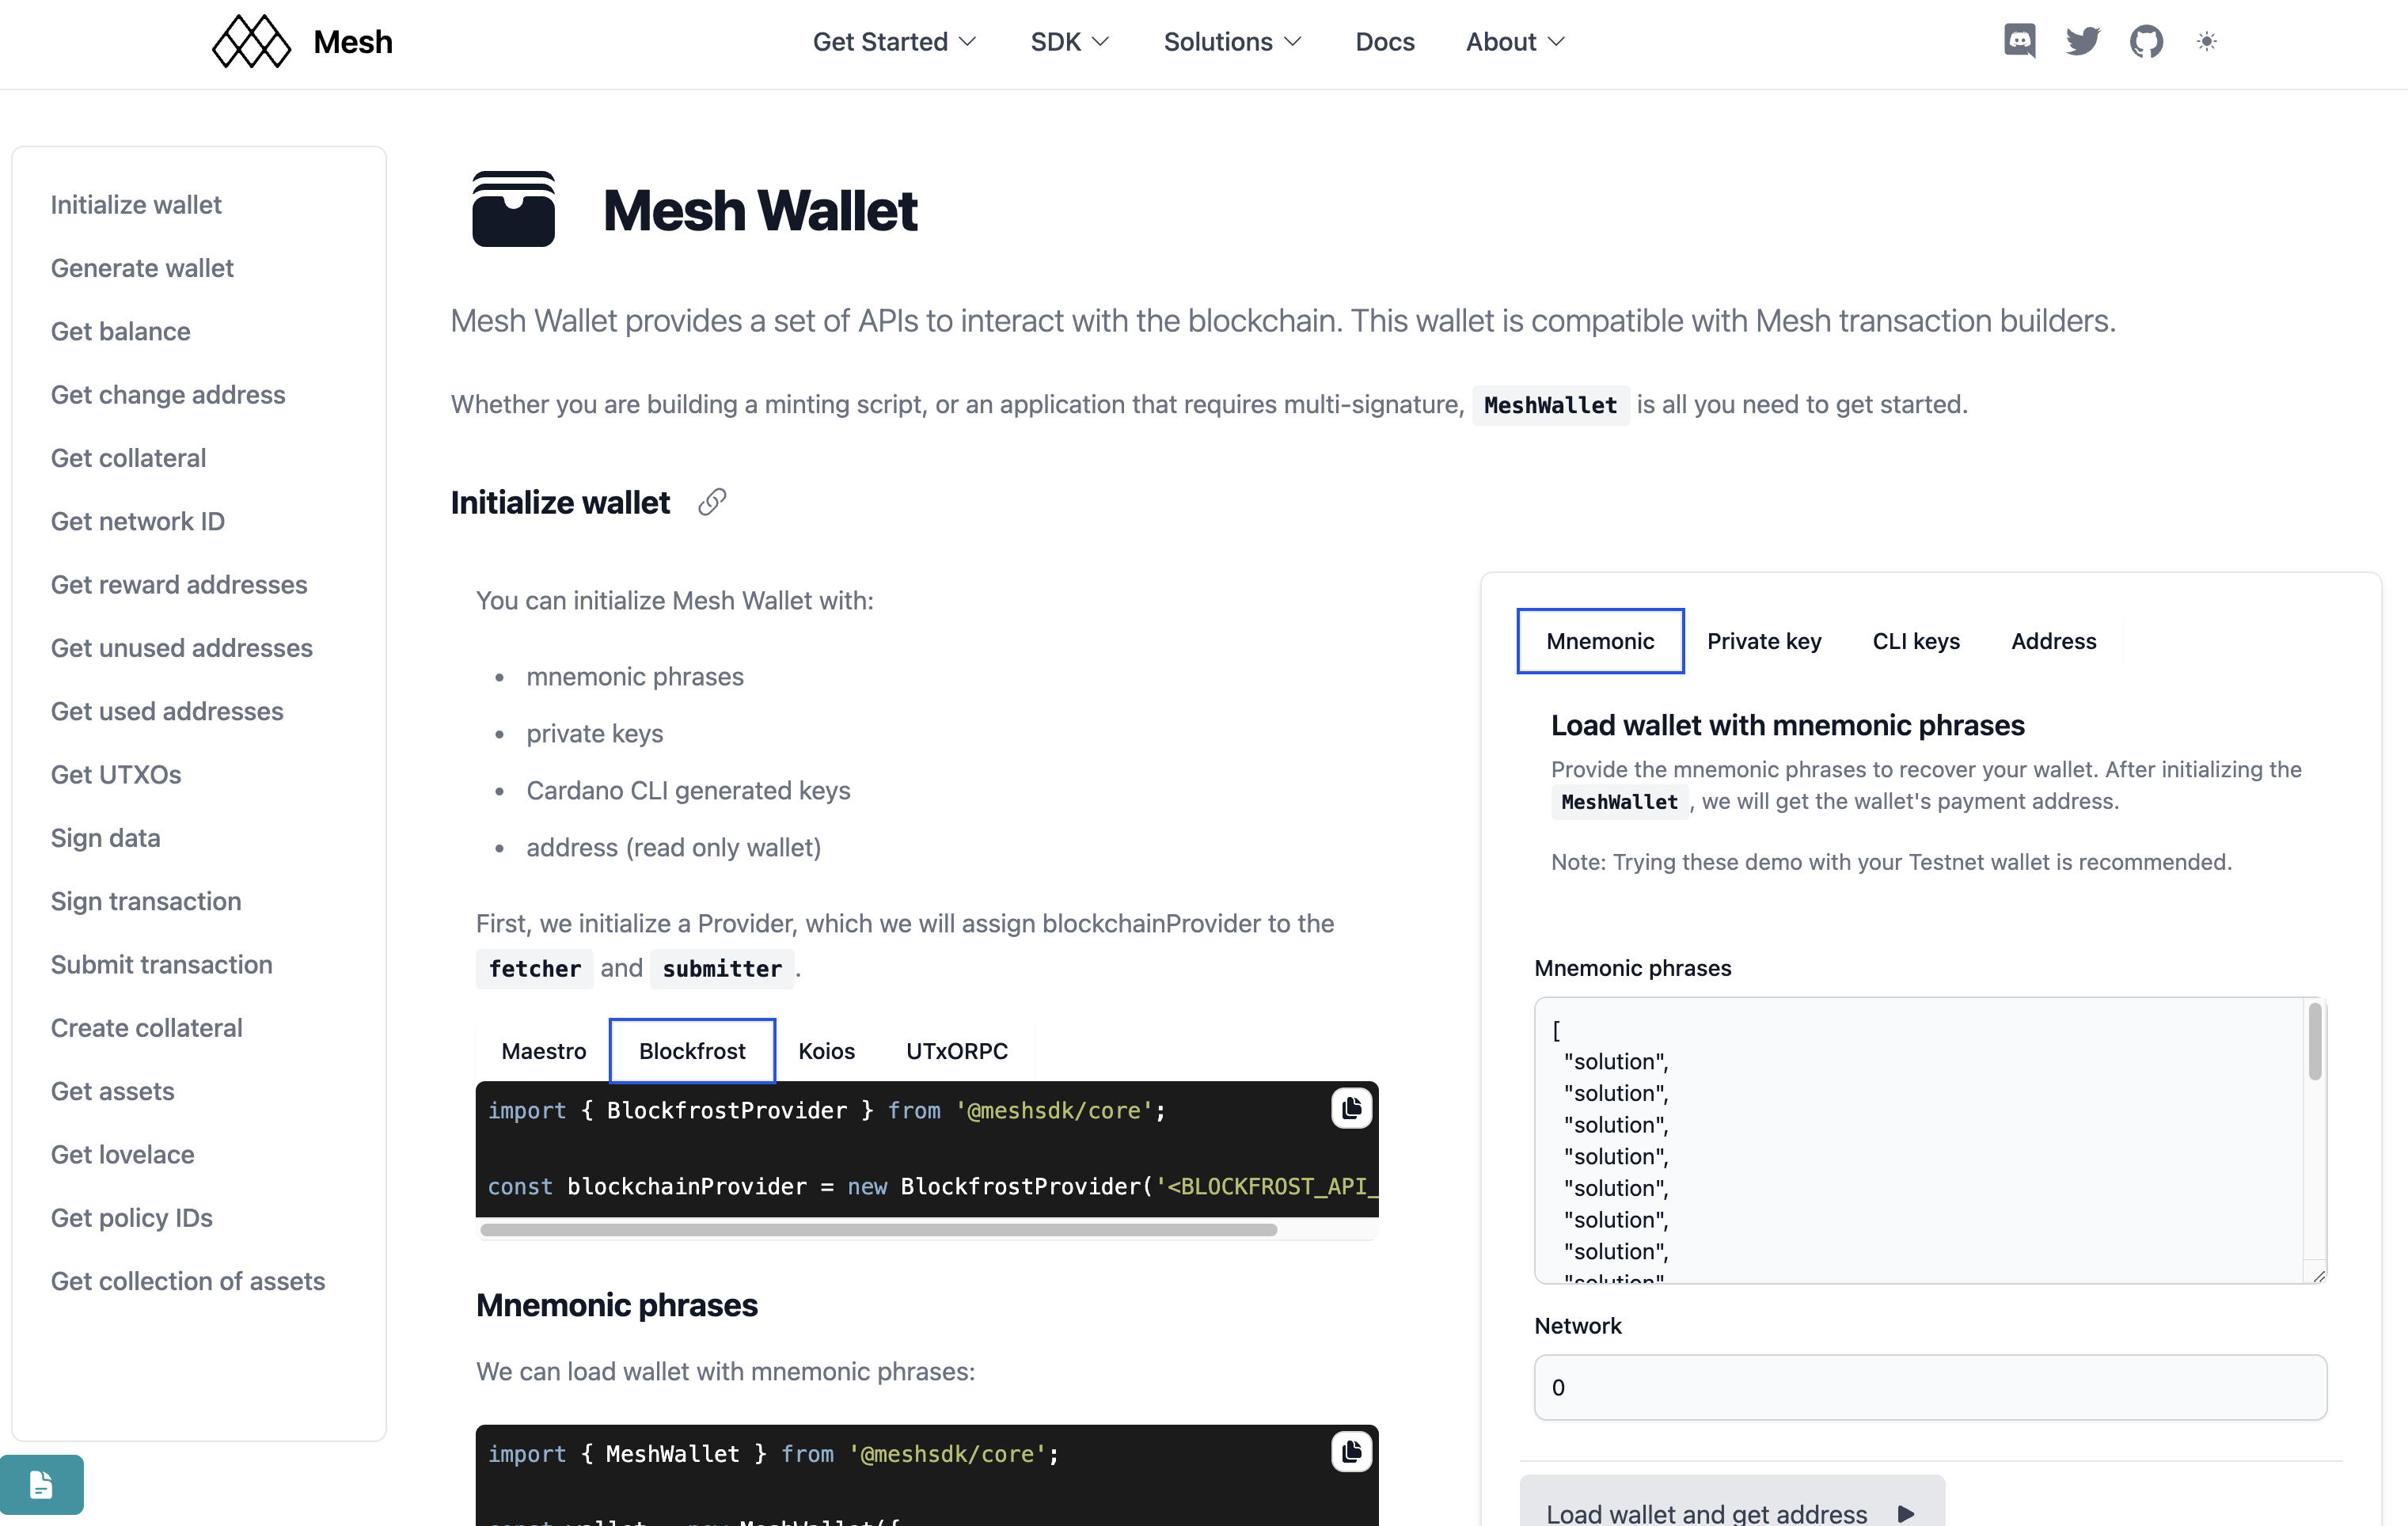 Mesh
Get Started
SDK
Solutions
Docs
About
Initialize wallet
Generate wallet
Get balance
Get change address
Get collateral
Get network ID
Get reward addresses
Get unused addresses
Get used addresses
Get UTXOs
Sign data
Sign transaction
Submit transaction
Create collateral
Get assets
Get lovelace
Get policy IDs
Get collection of assets
Mesh Wallet
Mesh Wallet provides a set of APIs to interact with the blockchain. This wallet is compatible with Mesh transaction builders.
Whether you are building a minting script, or an application that requires multi-signature, MeshWallet is all you need to get started.
Initialize wallet
You can initialize Mesh Wallet with:
• mnemonic phrases
• private keys
• Cardano CLI generated keys
• address (read only wallet)
First, we initialize a Provider, which we will assign blockchainProvider to the
fetcher and submitter.
Maestro
Blockfrost
Koios
UTxORPC
import { BlockfrostProvider } from '@meshsdk/core';
const blockchainProvider = new BlockfrostProvider('<BLOCKFROST_API_
Mnemonic phrases
We can load wallet with mnemonic phrases:
import { MeshWallet } from '@meshsdk/core';
const wallet = new MeshWallet({
Mnemonic
Private key
CLI keys
Address
Load wallet with mnemonic phrases
Provide the mnemonic phrases to recover your wallet. After initializing the
MeshWallet, we will get the wallet's payment address.
Note: Trying these demo with your Testnet wallet is recommended.
Mnemonic phrases
[
"solution",
"solution",
"solution",
"solution",
"solution",
"solution",
"solution",
"solution"
Network
0
Load wallet and get address